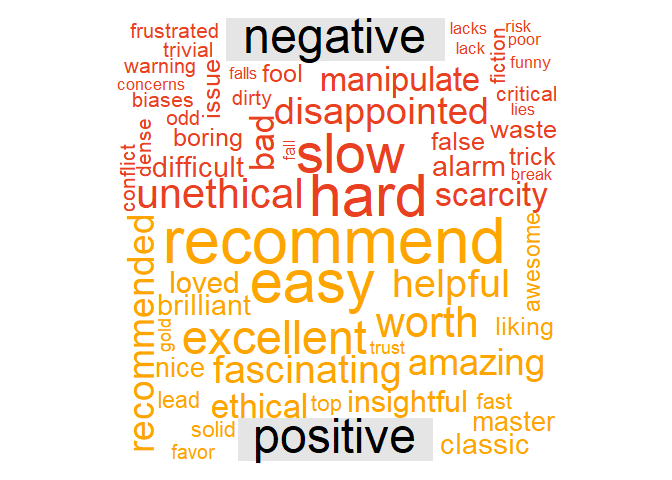 negative
frustrated
lacks
risk
trivial
lack
poor
warning
issue
falls
fool
manipulate
fiction
funny
concerns
biases
dirty
disappointed
critical
lies
odd
boring
bad
fall
slow
false
waste
conflict
dense
difficult
alarm
trick
break
unethical
hard
scarcity
recommend
recommended
loved
easy
helpful
awesome
brilliant
gold
excellent
worth
liking
trust
nice
fascinating
amazing
lead
ethical
top
insightful
fast
solid
master
positive
classic
favor